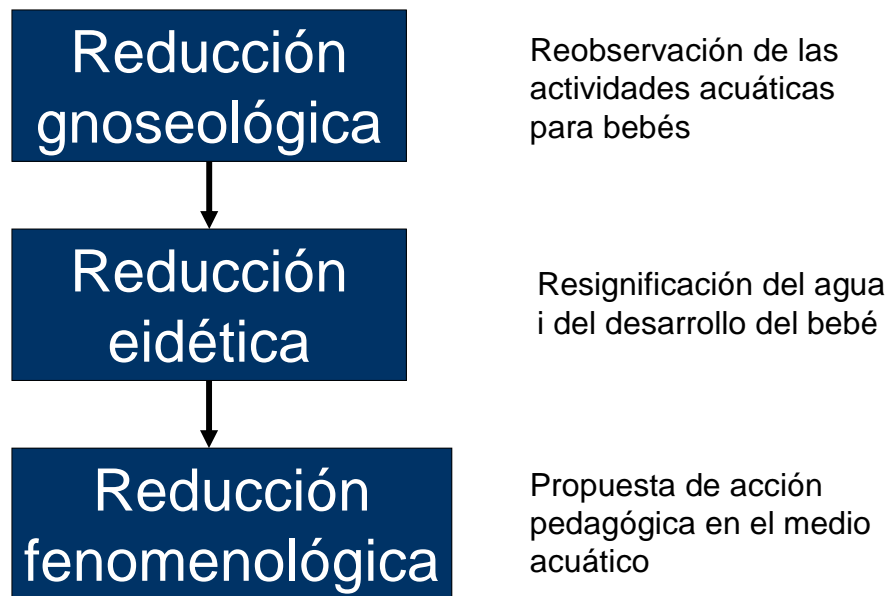 Reducción
gnoseológica
Reobservación de las
actividades acuáticas
para bebés
Reducción
eidética
Resignificación del agua
i del desarrollo del bebé
Reducción
fenomenológica
Propuesta de acción
pedagógica en el medio
acuático